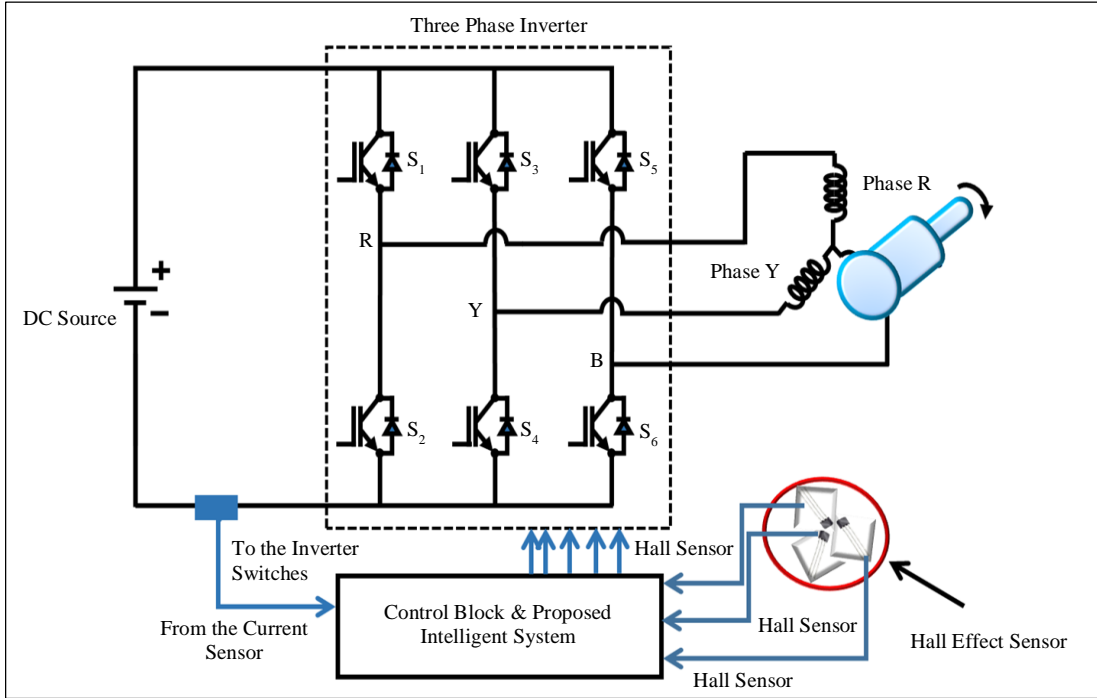 Three Phase Inverter
S1
S3
S5
Phase R
R
Phase Y
+
DC Source
−
Y
B
S2
S4
S6
To the Inverter
Switches
Hall Sensor
From the Current
Sensor
Control Block & Proposed
Intelligent System
Hall Sensor
Hall Effect Sensor
Hall Sensor